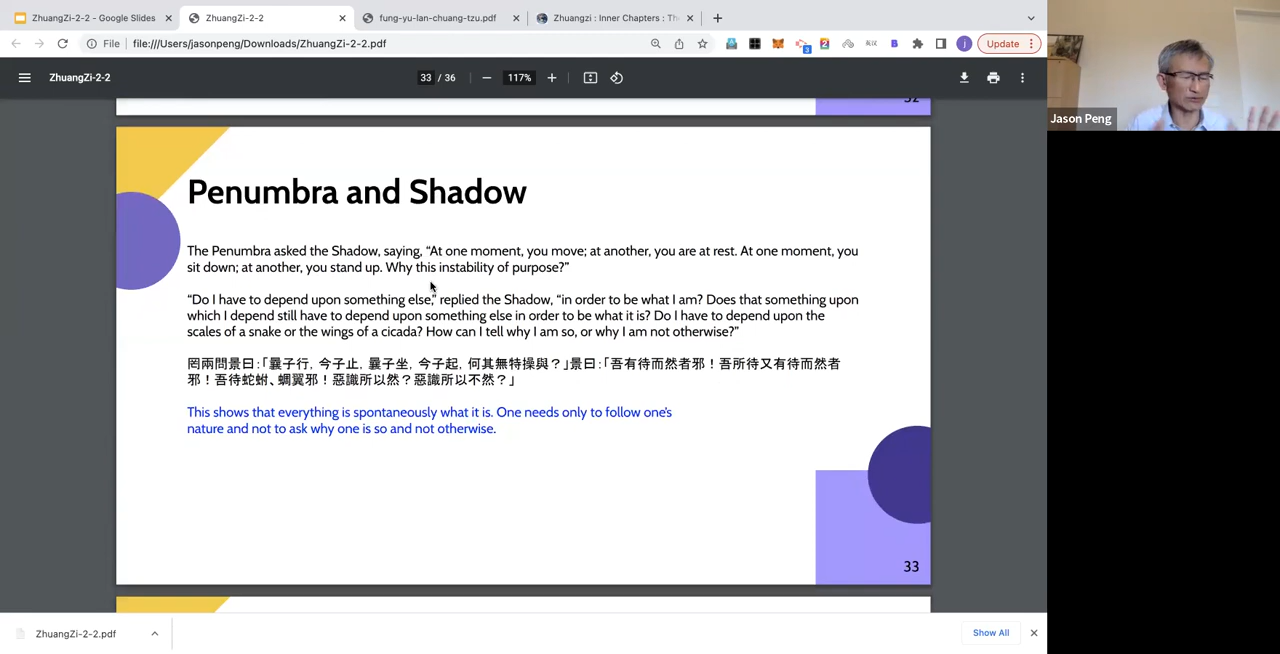 ZhuangZi-2-2 - Google Slides
ZhuangZi-2-2
fung-yu-lan-chuang-tzu.pdf
Zhuangzi : Inner Chapters : Th
File
file:///Users/jasonpeng/Downloads/ZhuangZi-2-2.pdf
Update
ZhuangZi-2-2
33 / 36
117%
Jason Peng
Penumbra and Shadow
The Penumbra asked the Shadow, saying, “At one moment, you move; at another, you are at rest. At one moment, you
sit down; at another, you stand up. Why this instability of purpose?”
“Do I have to depend upon something else,” replied the Shadow, “in order to be what I am? Does that something upon
which I depend still have to depend upon something else in order to be what it is? Do I have to depend upon the
scales of a snake or the wings of a cicada? How can I tell why I am so, or why I am not otherwise?”
罔兩問景曰：「曩子行，今子止，曩子坐，今子起，何其無特操與？」景曰：「吾有待而然者邪！吾所待又有待而然者
邪！吾待蛇蚹、蜩翼邪！惡識所以然？惡識所以不然？」
This shows that everything is spontaneously what it is. One needs only to follow one’s
nature and not to ask why one is so and not otherwise.
33
ZhuangZi-2-2.pdf
Show All